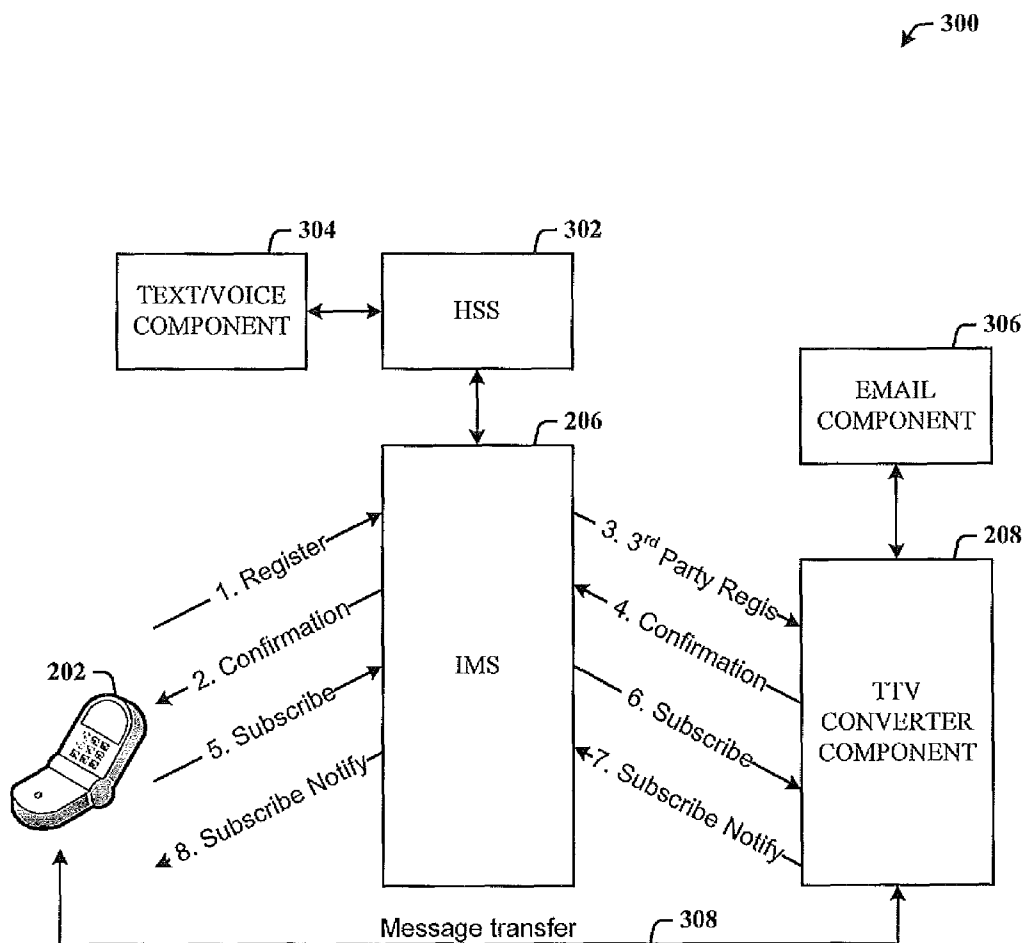 300
304
302
TEXT/VOICE
COMPONENT
HSS
306
EMAIL
COMPONENT
206
208
1. Register
2. Confirmation
3. 3rd Party Regis
4. Confirmation
202
5. Subscribe
IMS
6. Subscribe
TTV
CONVERTER
COMPONENT
7. Subscribe Notify
8. Subscribe Notify
Message transfer
308